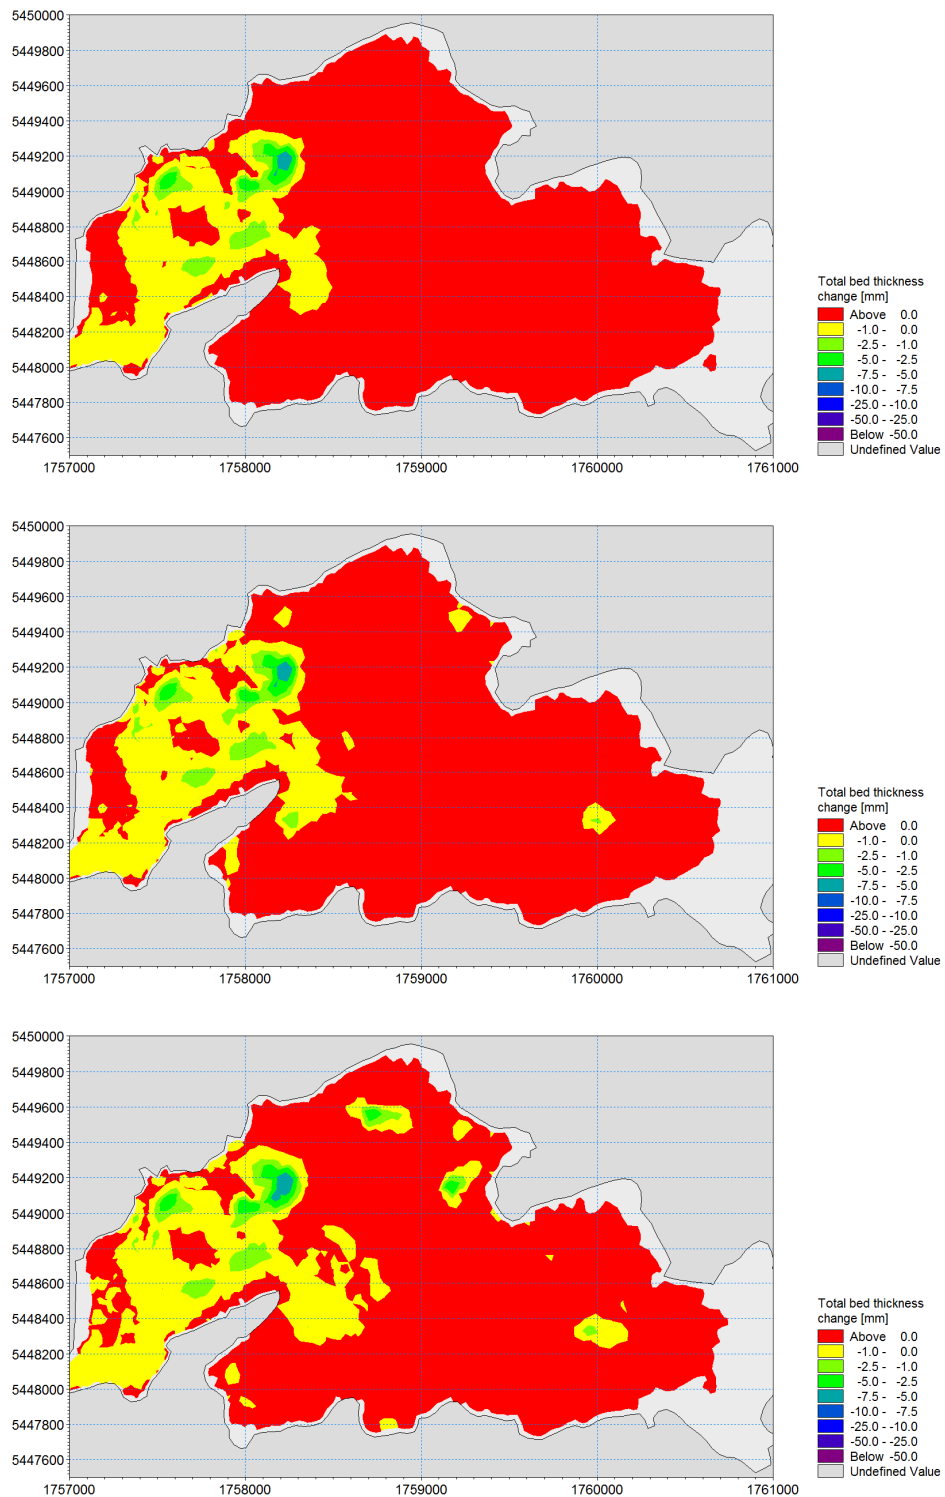 5450000
5449800
5449600
5449400
5449200
5449000
5448800
5448600
5448400
5448200
5448000
5447800
5447600
1757000 1758000 1759000 1760000 1761000
Total bed thickness
change [mm]
Above 0.0
-1.0 - 0.0
-2.5 - -1.0
-5.0 - -2.5
-7.5 - -5.0
-10.0 - -7.5
-25.0 - -10.0
-50.0 - -25.0
Below -50.0
Undefined Value
5450000
5449800
5449600
5449400
5449200
5449000
5448800
5448600
5448400
5448200
5448000
5447800
5447600
1757000 1758000 1759000 1760000 1761000
Total bed thickness
change [mm]
Above 0.0
-1.0 - 0.0
-2.5 - -1.0
-5.0 - -2.5
-7.5 - -5.0
-10.0 - -7.5
-25.0 - -10.0
-50.0 - -25.0
Below -50.0
Undefined Value
5450000
5449800
5449600
5449400
5449200
5449000
5448800
5448600
5448400
5448200
5448000
5447800
5447600
1757000 1758000 1759000 1760000 1761000
Total bed thickness
change [mm]
Above 0.0
-1.0 - 0.0
-2.5 - -1.0
-5.0 - -2.5
-7.5 - -5.0
-10.0 - -7.5
-25.0 - -10.0
-50.0 - -25.0
Below -50.0
Undefined Value